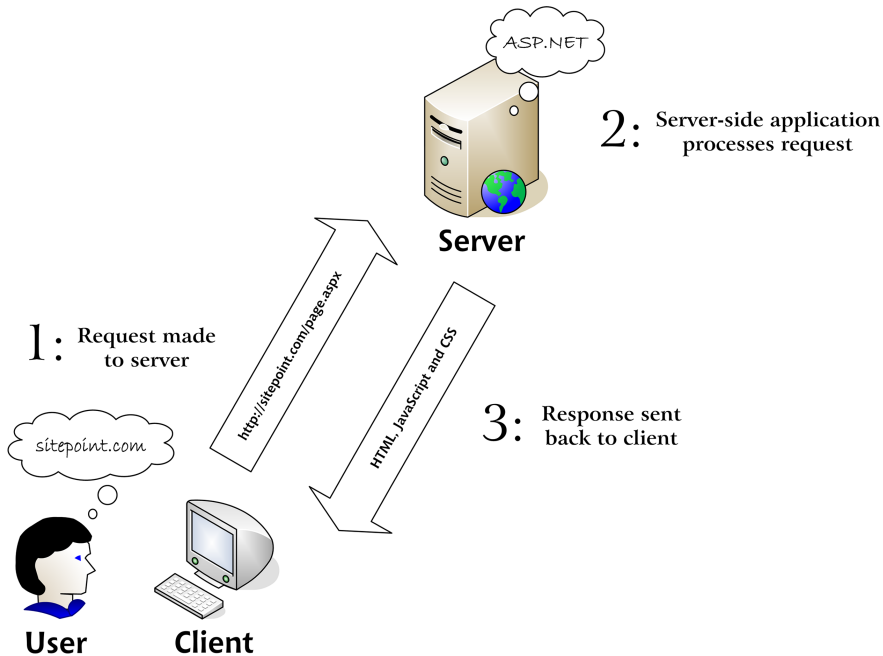 ASP.NET
2: Server-side application
processes request
Server
http://sitepoint.com/page.aspx
1: Request made
to server
HTML, JavaScript and CSS
3: Response sent
back to client
sitepoint.com
User
Client